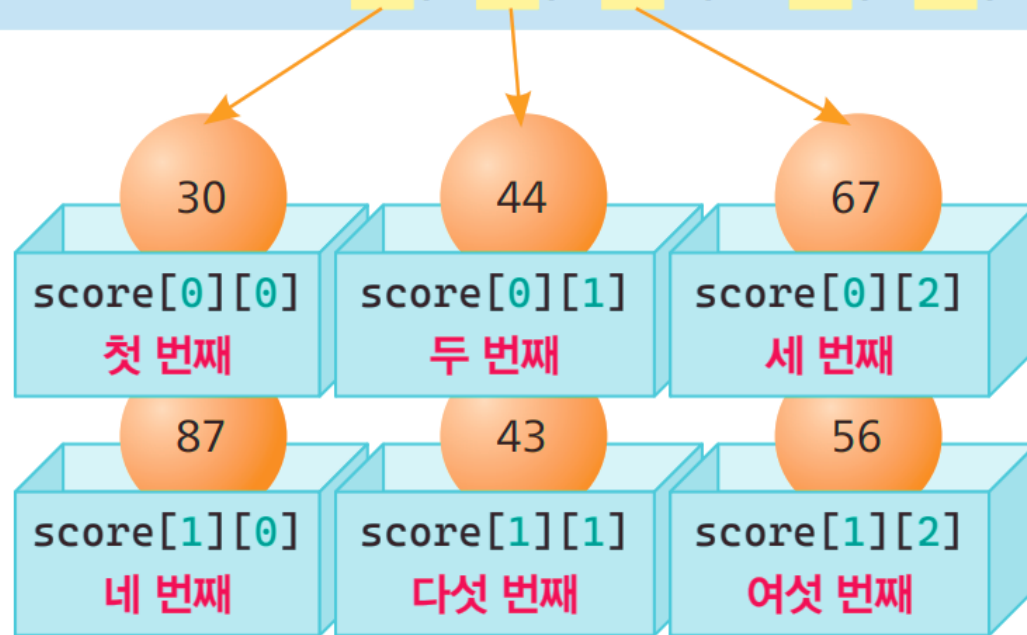 30 44 67
score[0][0] score[0][1] score[0][2]
첫 번째 두 번째 세 번째
87 43 56
score[1][0] score[1][1] score[1][2]
네 번째 다섯 번째 여섯 번째